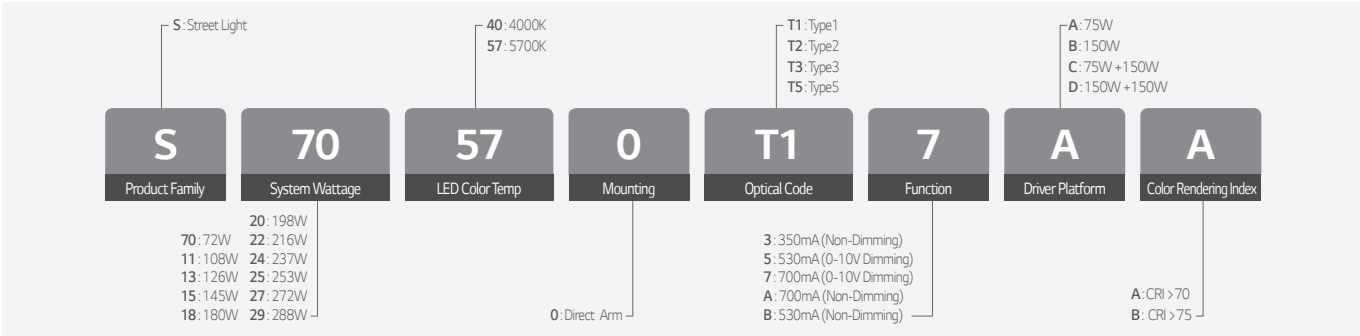 S : Street Light
40 : 4000K
57 : 5700K
T1 : Type1
T2 : Type2
T3 : Type3
T5 : Type5
A : 75W
B : 150W
C : 75W +150W
D : 150W +150W
S 70 57 0 T1 7 A A
Product Family System Wattage LED Color Temp Mounting Optical Code Function Driver Platform Color Rendering Index
20 : 198W
70 : 72W 22 : 216W
11 : 108W 24 : 237W
13 : 126W 25 : 253W
15 : 145W 27 : 272W
18 : 180W 29 : 288W
0 : Direct Arm
3 : 350mA (Non-Dimming)
5 : 530mA (0-10V Dimming)
7 : 700mA (0-10V Dimming)
A : 700mA (Non-Dimming)
B : 530mA (Non-Dimming)
A : CRI > 70
B : CRI > 75